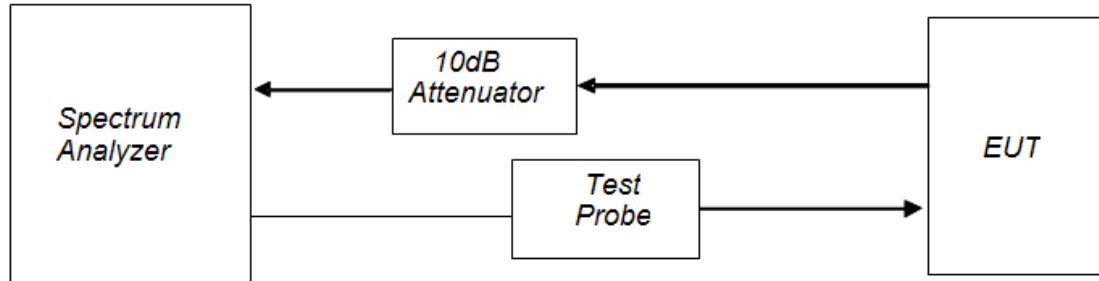 10dB
Attenuator
Spectrum
Analyzer
EUT
Test
Probe